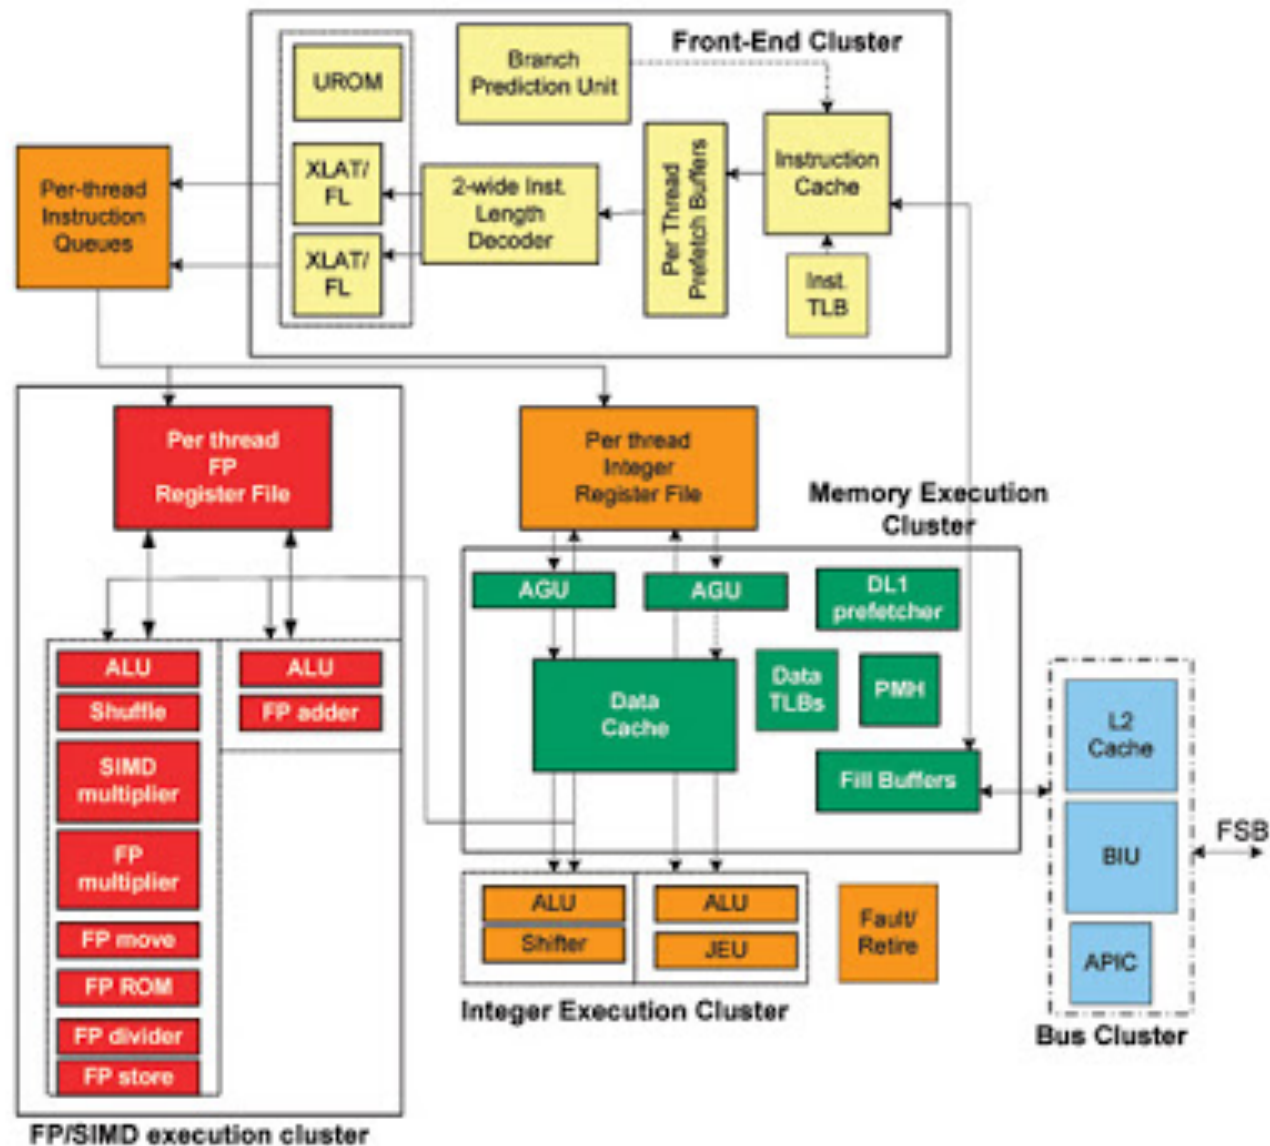 Front-End Cluster
UROM
Branch
Prediction Unit
XLAT/
FL
XLAT/
FL
2-wide Inst.
Length
Decoder
Per Thread
Prefetch Buffers
Instruction
Cache
Inst.
TLB
Per-thread
Instruction
Queues
Per thread
FP
Register File
Per thread
Integer
Register File
Memory Execution
Cluster
AGU
AGU
DL1
prefetcher
Data
Cache
Data
TLBs
PMH
Fill Buffers
ALU
Shuffle
SIMD
multiplier
FP
multiplier
FP move
FP ROM
FP divider
FP store
ALU
FP adder
FP/SIMD execution cluster
ALU
Shifter
ALU
JEU
Integer Execution Cluster
Fault/
Retire
L2
Cache
BIU
APIC
Bus Cluster
FSB